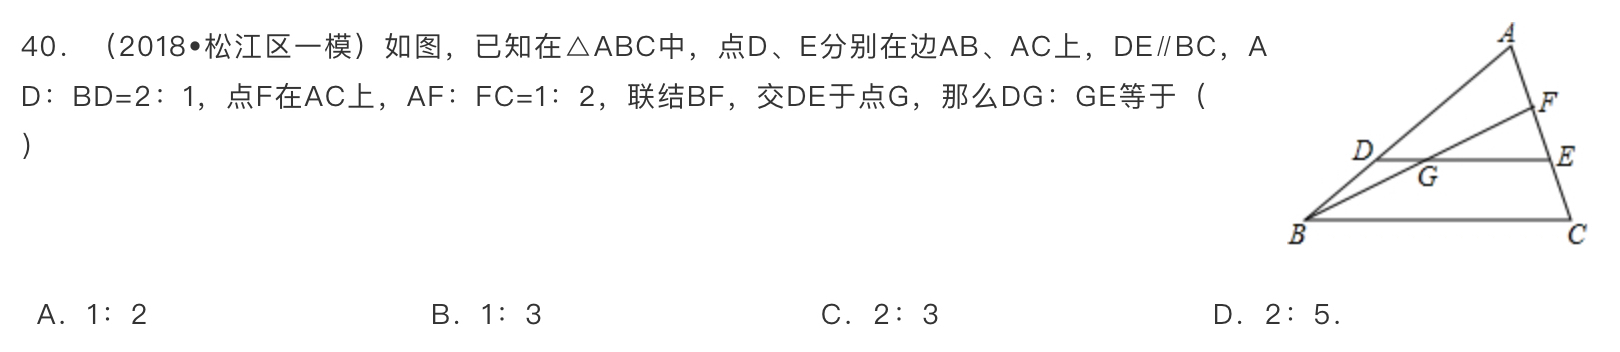 40．（2018•松江区一模）如图，已知在△ABC中，点D、E分别在边AB、AC上，DE∥BC，A
D：BD=2：1，点F在AC上，AF：FC=1：2，联结BF，交DE于点G，那么DG：GE等于（
）
A
F
D
E
G
B
C
A．1：2 B．1：3 C．2：3 D．2：5．